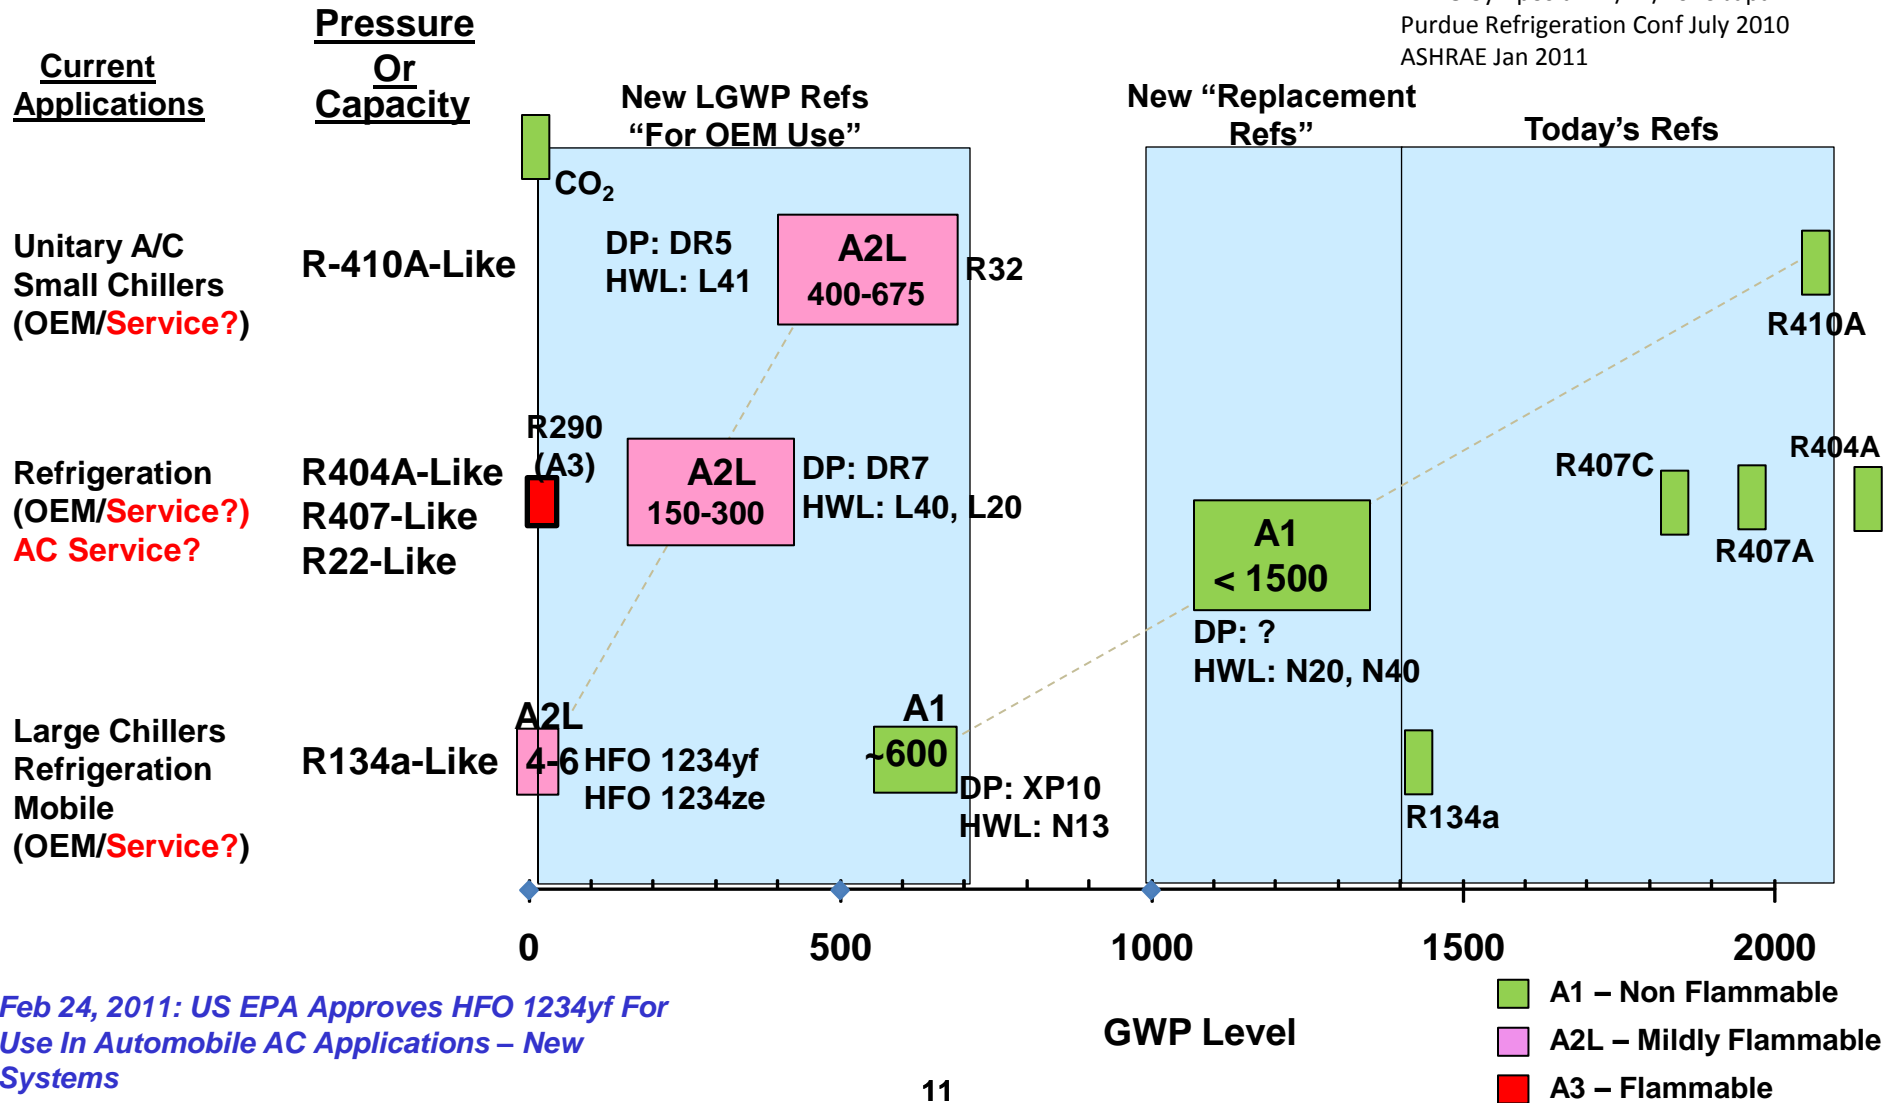 Purdue Refrigeration Conf July 2010
ASHRAE Jan 2011
Current
Applications
Pressure
Or
Capacity
New LGWP Refs
“For OEM Use”
New “Replacement
Refs”
Today’s Refs
CO2
Unitary A/C
Small Chillers
(OEM/Service?)
R-410A-Like
DP: DR5
HWL: L41
A2L
400-675
R32
R410A
Refrigeration
(OEM/Service?)
AC Service?
R404A-Like
R407-Like
R22-Like
R290
(A3)
A2L
150-300
DP: DR7
HWL: L40, L20
A1
< 1500
DP: ?
HWL: N20, N40
R407C
R407A
R404A
Large Chillers
Refrigeration
Mobile
(OEM/Service?)
R134a-Like
A2L
4-6
HFO 1234yf
HFO 1234ze
A1
~600
DP: XP10
HWL: N13
R134a
0 500 1000 1500 2000
GWP Level
Feb 24, 2011: US EPA Approves HFO 1234yf For
Use In Automobile AC Applications – New
Systems
11
A1 – Non Flammable
A2L – Mildly Flammable
A3 – Flammable